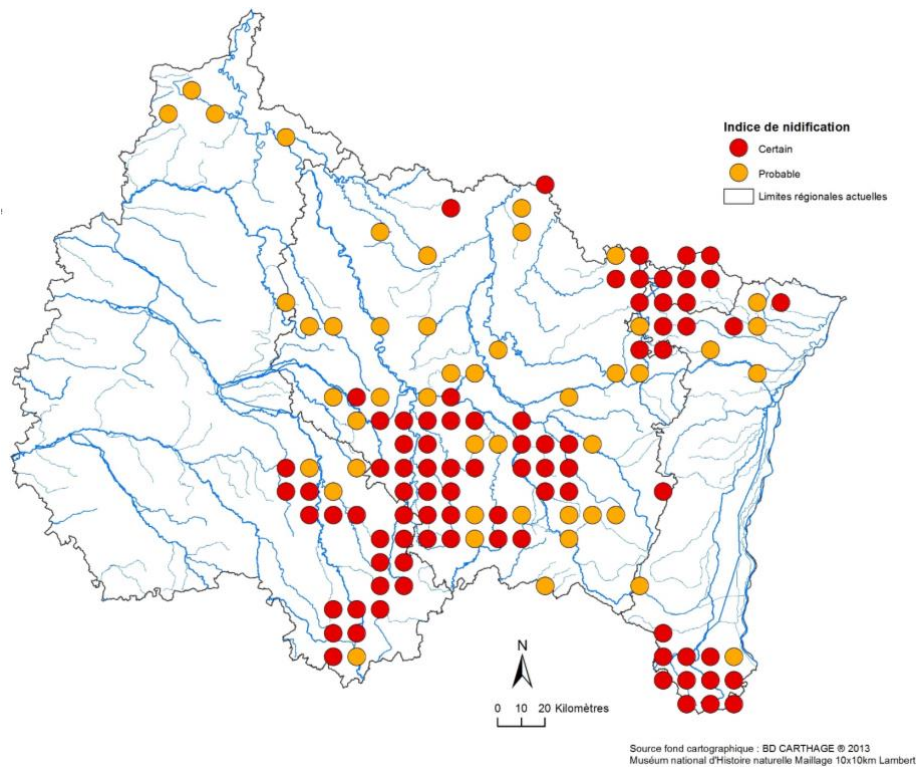 Indice de nidification
Certain
Probable
Limites régionales actuelles
N
0 10 20 Kilomètres
Source fond cartographique : BD CARTHAGE ® 2013
Muséum national d'Histoire naturelle Maillage 10x10km Lambert